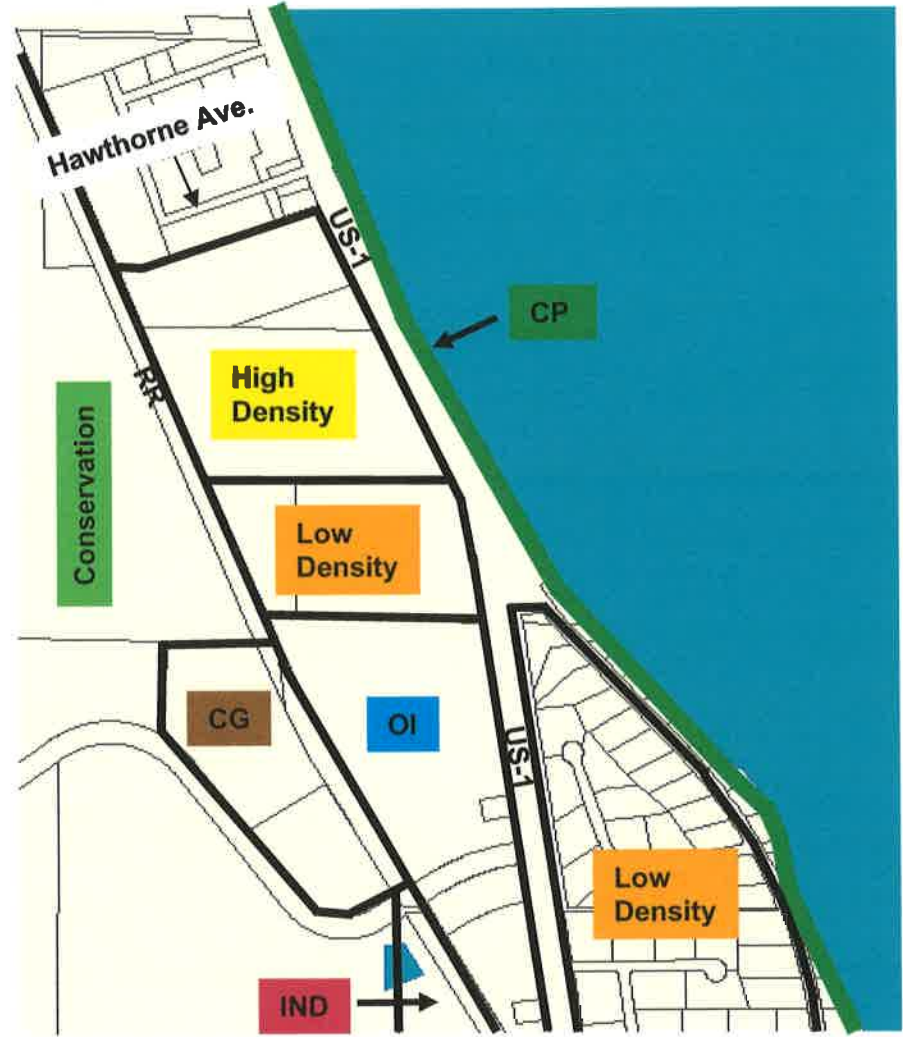 Hawthorne Ave.
US-1
CP
High
Density
RR
Conservation
Low
Density
CG
OI
US-1
Low
Density
IND